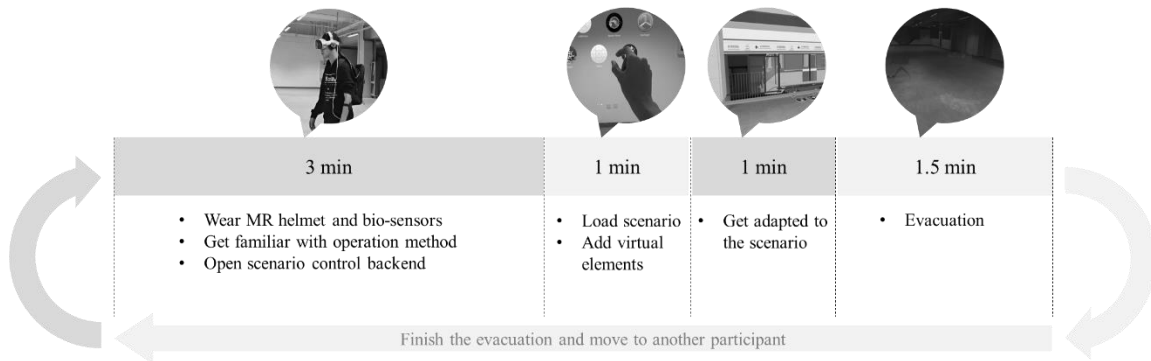 3 min
1 min
1 min
1.5 min
• Wear MR helmet and bio-sensors
• Get familiar with operation method
• Open scenario control backend
• Load scenario
• Add virtual
elements
• Get adapted to
the scenario
• Evacuation
Finish the evacuation and move to another participant